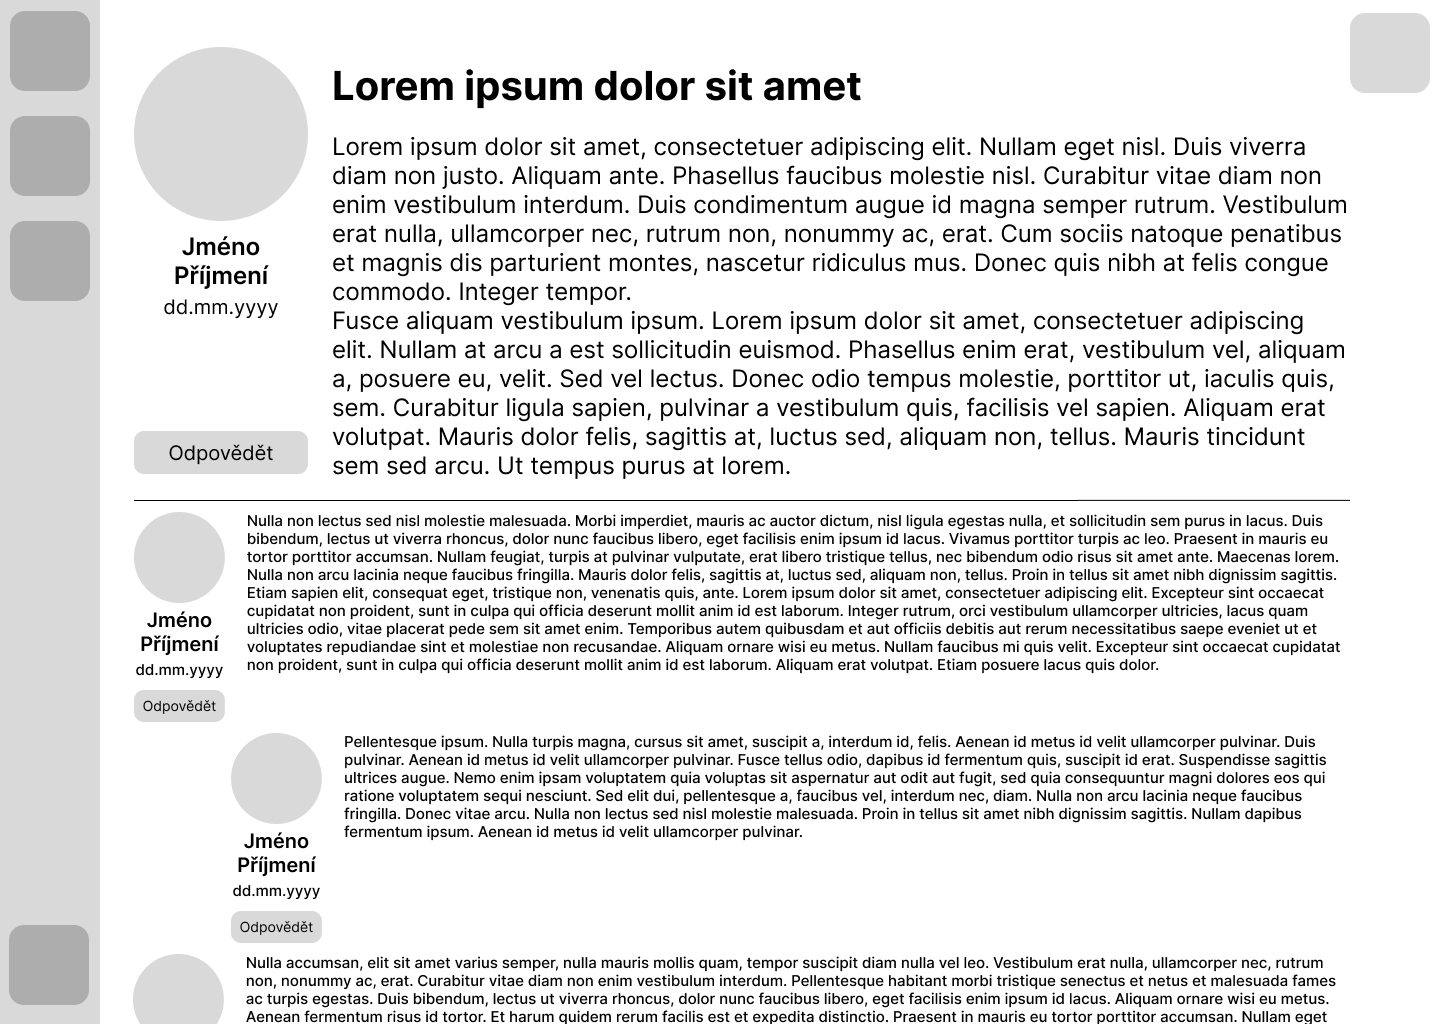 Lorem ipsum dolor sit amet
Jméno
Příjmení
dd.mm.yyyy
Odpovědět
Lorem ipsum dolor sit amet, consectetuer adipiscing elit. Nullam eget nisl. Duis viverra
diam non justo. Aliquam ante. Phasellus faucibus molestie nisl. Curabitur vitae diam non
enim vestibulum interdum. Duis condimentum augue id magna semper rutrum. Vestibulum
erat nulla, ullamcorper nec, rutrum non, nonummy ac, erat. Cum sociis natoque penatibus
et magnis dis parturient montes, nascetur ridiculus mus. Donec quis nibh at felis congue
commodo. Integer tempor.
Fusce aliquam vestibulum ipsum. Lorem ipsum dolor sit amet, consectetuer adipiscing
elit. Nullam at arcu a est sollicitudin euismod. Phasellus enim erat, vestibulum vel, aliquam
a, posuere eu, velit. Sed vel lectus. Donec odio tempus molestie, porttitor ut, iaculis quis,
sem. Curabitur ligula sapien, pulvinar a vestibulum quis, facilisis vel sapien. Aliquam erat
volutpat. Mauris dolor felis, sagittis at, luctus sed, aliquam non, tellus. Mauris tincidunt
sem sed arcu. Ut tempus purus at lorem.
Jméno
Příjmení
dd.mm.yyyy
Odpovědět
Nulla non lectus sed nisl molestie malesuada. Morbi imperdiet, mauris ac auctor dictum, nisl ligula egestas nulla, et sollicitudin sem purus in lacus. Duis
bibendum, lectus ut viverra rhoncus, dolor nunc faucibus libero, eget facilisis enim ipsum id lacus. Vivamus porttitor turpis ac leo. Praesent in mauris eu
tortor porttitor accumsan. Nullam feugiat, turpis at pulvinar vulputate, erat libero tristique tellus, nec bibendum odio risus sit amet ante. Maecenas lorem.
Nulla non arcu lacinia neque faucibus fringilla. Mauris dolor felis, sagittis at, luctus sed, aliquam non, tellus. Proin in tellus sit amet nibh dignissim sagittis.
Etiam sapien elit, consequat eget, tristique non, venenatis quis, ante. Lorem ipsum dolor sit amet, consectetuer adipiscing elit. Excepteur sint occaecat
cupidatat non proident, sunt in culpa qui officia deserunt mollit anim id est laborum. Integer rutrum, orci vestibulum ullamcorper ultricies, lacus quam
ultricies odio, vitae placerat pede sem sit amet enim. Temporibus autem quibusdam et aut officiis debitis aut rerum necessitatibus saepe eveniet ut et
voluptates repudiandae sint et molestiae non recusandae. Aliquam ornare wisi eu metus. Nullam faucibus mi quis velit. Excepteur sint occaecat cupidatat
non proident, sunt in culpa qui officia deserunt mollit anim id est laborum. Aliquam erat volutpat. Etiam posuere lacus quis dolor.
Jméno
Příjmení
dd.mm.yyyy
Odpovědět
Pellentesque ipsum. Nulla turpis magna, cursus sit amet, suscipit a, interdum id, felis. Aenean id metus id velit ullamcorper pulvinar. Duis
pulvinar. Aenean id metus id velit ullamcorper pulvinar. Fusce tellus odio, dapibus id fermentum quis, suscipit id erat. Suspendisse sagittis
ultrices augue. Nemo enim ipsam voluptatem quia voluptas sit aspernatur aut odit aut fugit, sed quia consequuntur magni dolores eos qui
ratione voluptatem sequi nesciunt. Sed elit dui, pellentesque a, faucibus vel, interdum nec, diam. Nulla non arcu lacinia neque faucibus
fringilla. Donec vitae arcu. Nulla non lectus sed nisl molestie malesuada. Proin in tellus sit amet nibh dignissim sagittis. Nullam dapibus
fermentum ipsum. Aenean id metus id velit ullamcorper pulvinar.
Nulla accumsan, elit sit amet varius semper, nulla mauris mollis quam, tempor suscipit diam nulla vel leo. Vestibulum erat nulla, ullamcorper nec, rutrum
non, nonummy ac, erat. Curabitur vitae diam non enim vestibulum interdum. Pellentesque habitant morbi tristique senectus et netus et malesuada fames
ac turpis egestas. Duis bibendum, lectus ut viverra rhoncus, dolor nunc faucibus libero, eget facilisis enim ipsum id lacus. Aliquam ornare wisi eu metus.
Aenean fermentum risus id tortor. Et harum quidem rerum facilis est et expedita distinctio. Praesent in mauris eu tortor porttitor accumsan. Nullam eget